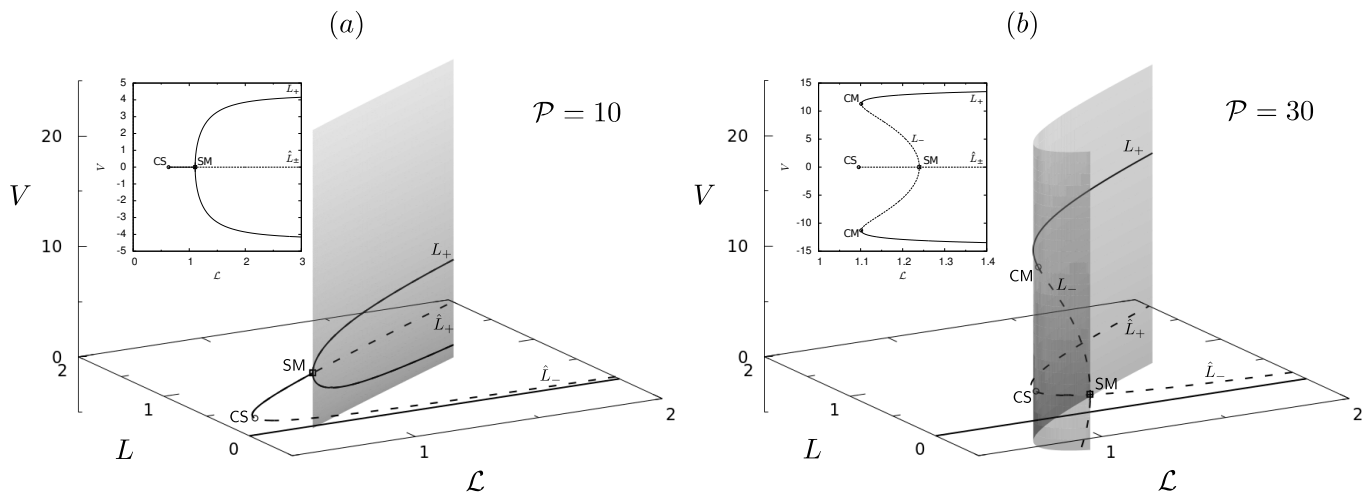 (a)
𝒫 = 10
V
20
10
0
2
1
0
L
1
2
ℒ
L₊
L̂₊
L̂₋
SM
CS
5
4
3
2
1
0
-1
-2
-3
-4
-5
0
1
2
3
V
ℒ
CS
SM
L₊
L̂±
(b)
𝒫 = 30
V
20
10
0
2
1
0
L
1
2
ℒ
L₊
L₋
L̂₊
L̂₋
CM
CS
SM
15
10
5
0
-5
-10
-15
1
1.1
1.2
1.3
1.4
V
ℒ
CM
CS
CM
SM
L₊
L₋
L̂±